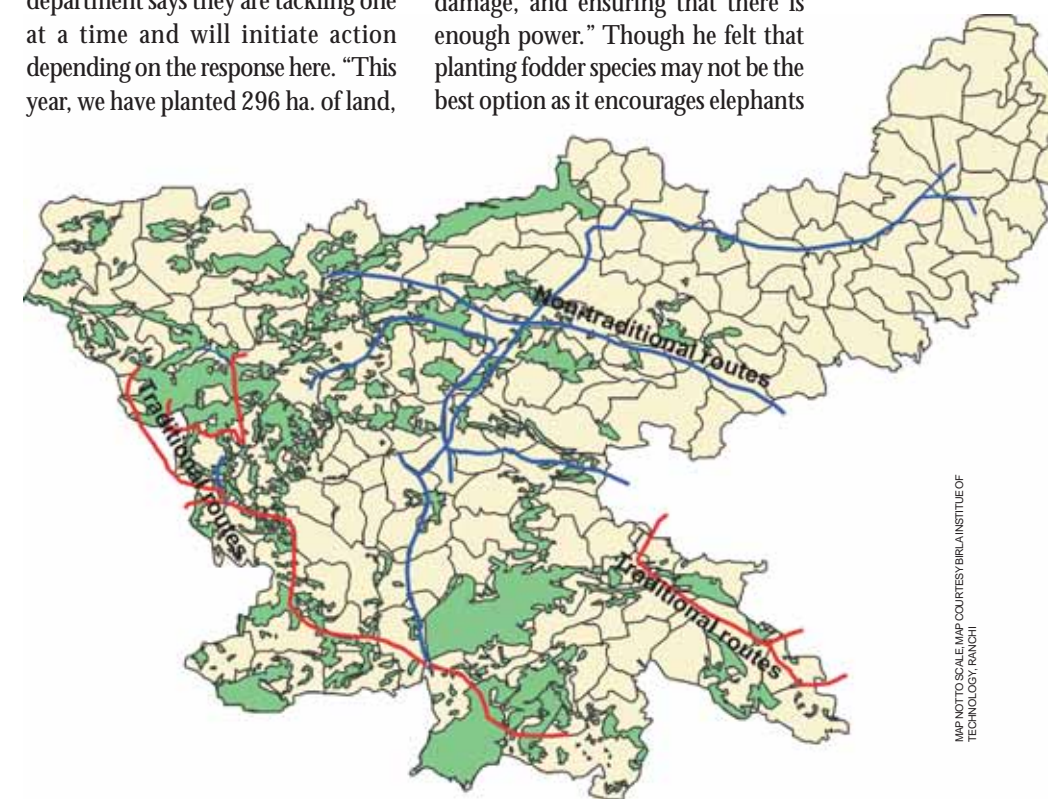 department says they are tackling one
at a time and will initiate action
depending on the response here. “This
year, we have planted 296 ha. of land,
damage, and ensuring that there is
enough power.” Though he felt that
planting fodder species may not be the
best option as it encourages elephants
Non-traditional routes
Traditional routes
Traditional routes
MAP NOT TO SCALE, MAP COURTESY BIRLA INSTITUE OF
TECHNOLOGY, RANCHI